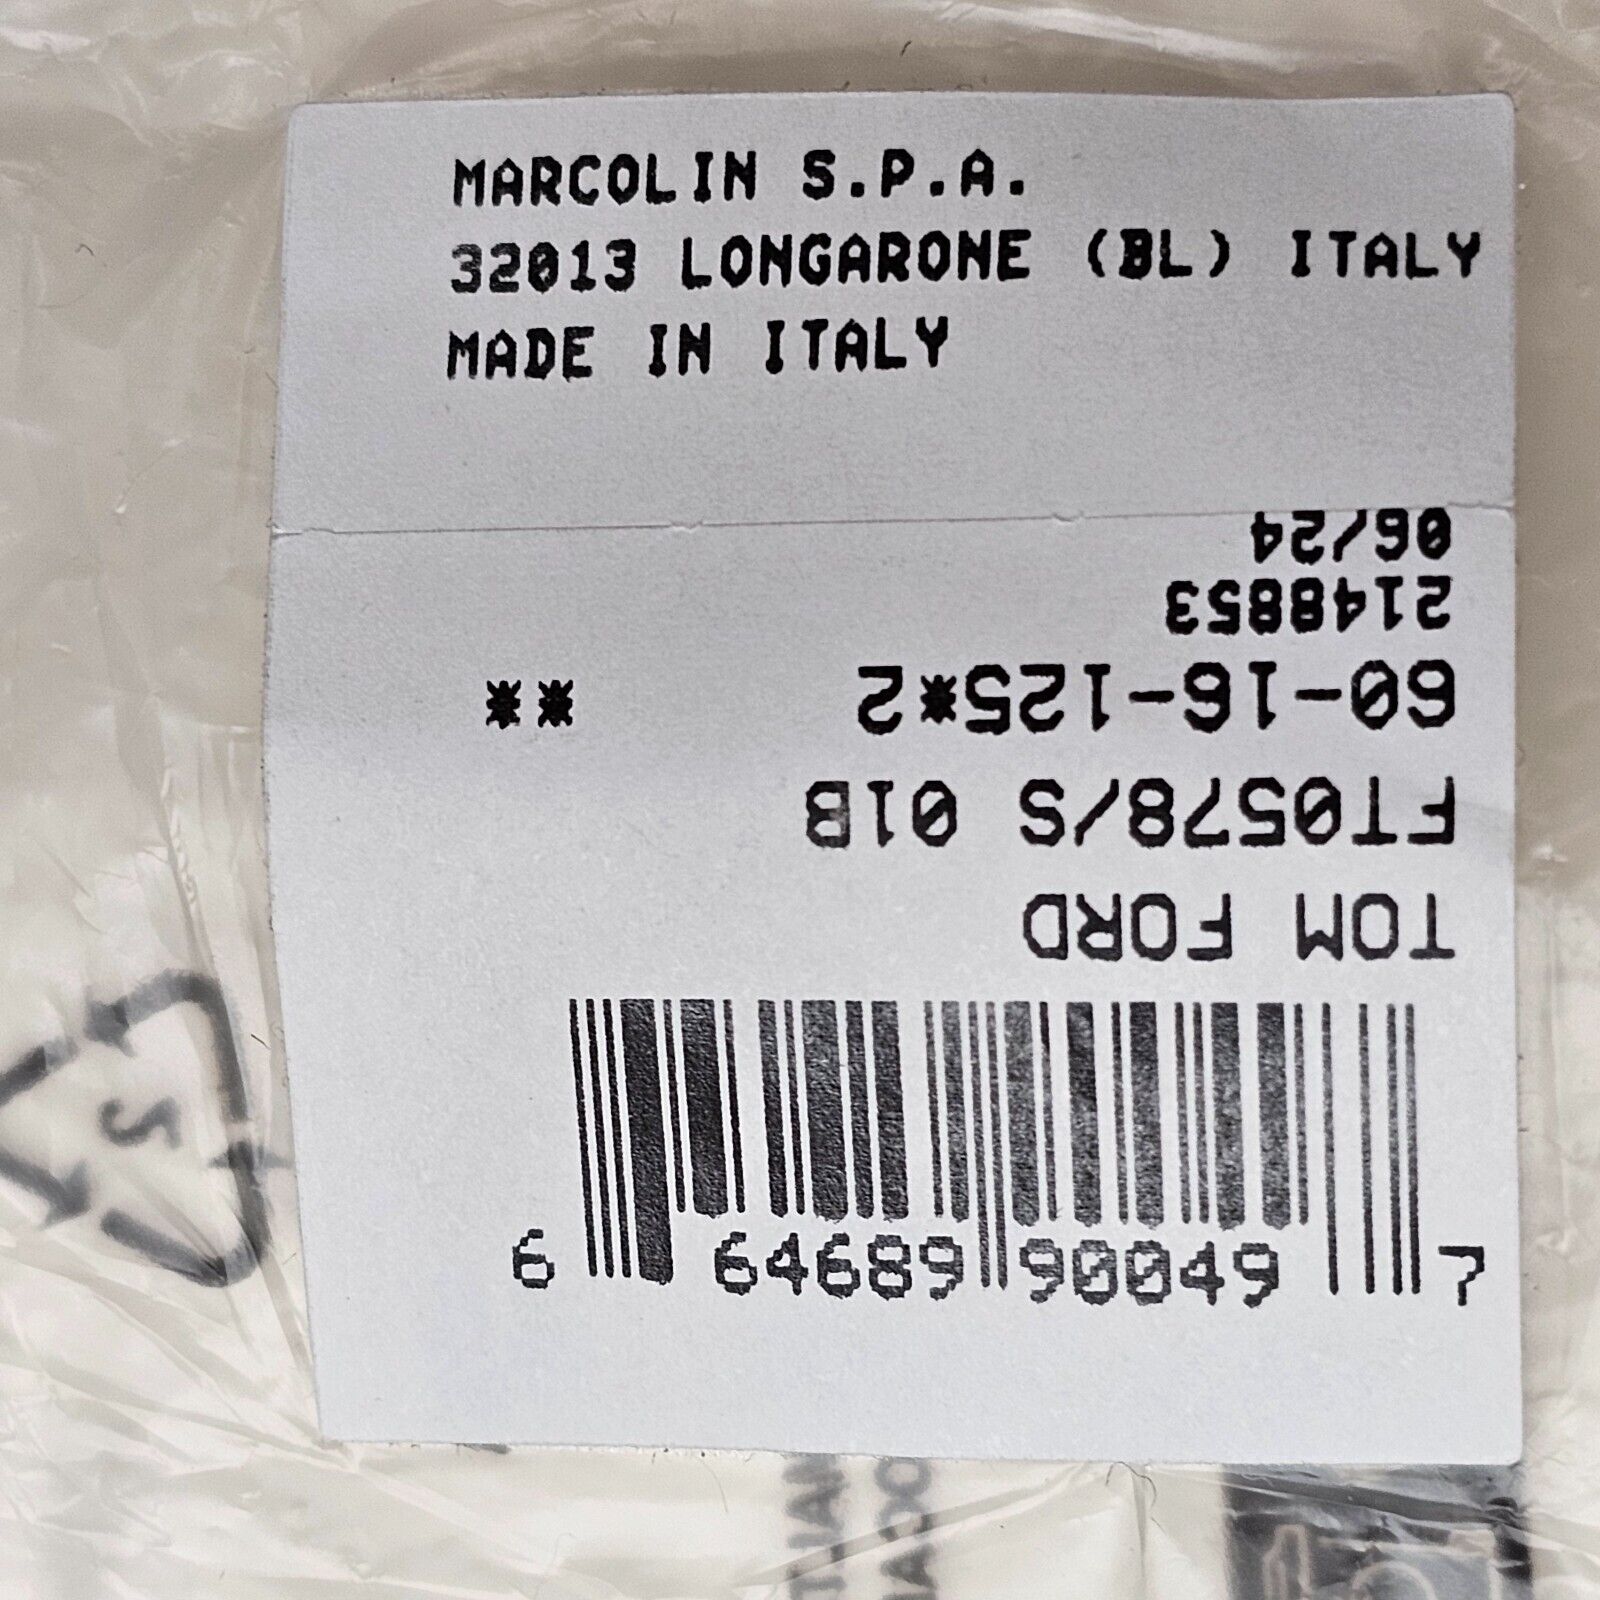 MARCOLIN S.P.A.
32013 LONGARONE (BL) ITALY
MADE IN ITALY
TOM FORD
FT0578/S 01B
60-16-125*2 **
2148853
06/24
6 64689 90049 7
2